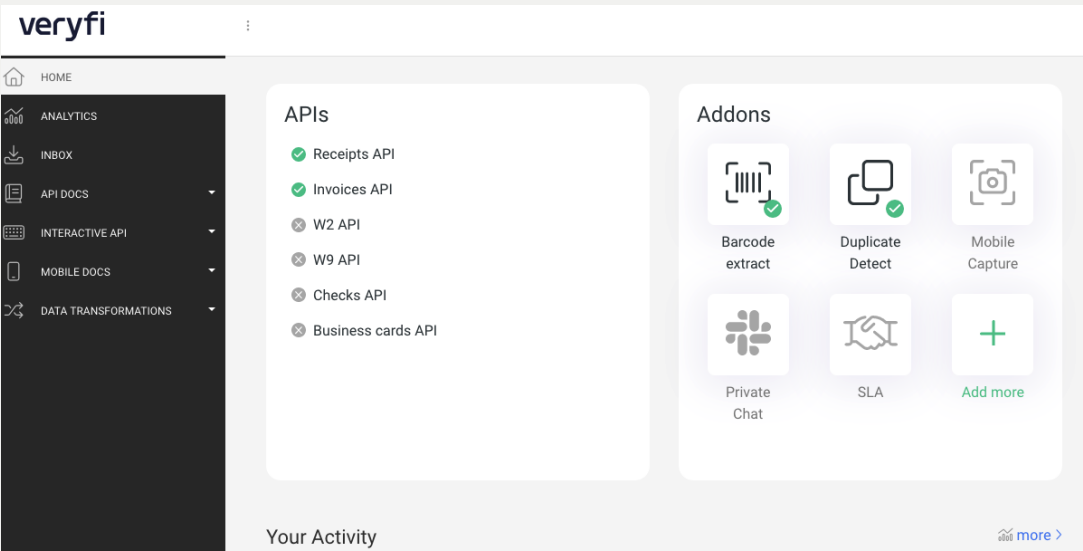 veryfi
HOME
ANALYTICS
INBOX
API DOCS
INTERACTIVE API
MOBILE DOCS
DATA TRANSFORMATIONS
APIs
Receipts API
Invoices API
W2 API
W9 API
Checks API
Business cards API
Addons
Barcode
extract
Duplicate
Detect
Mobile
Capture
Private
Chat
SLA
Add more
Your Activity
more